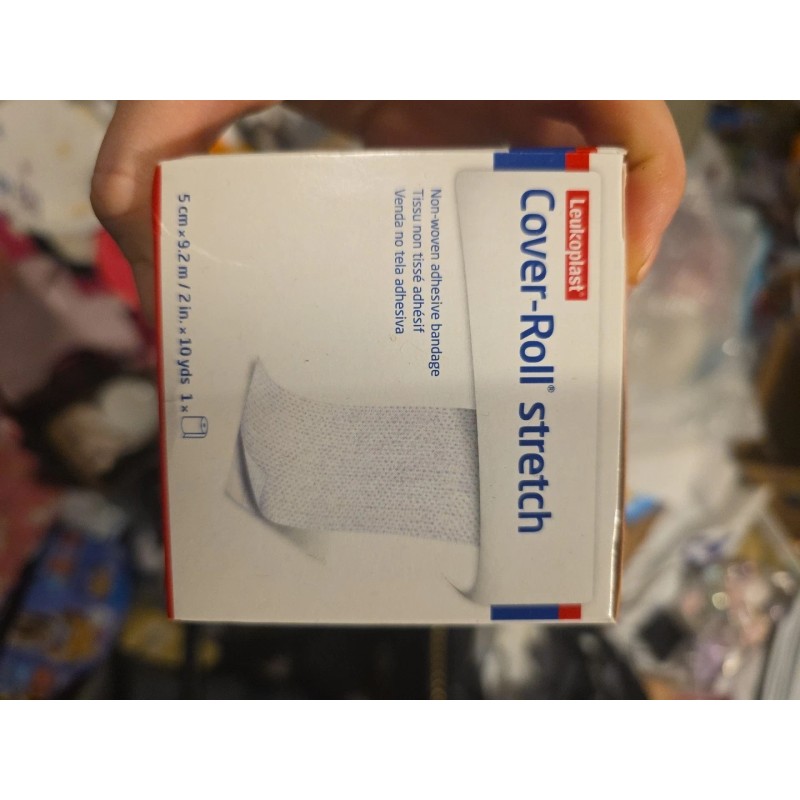 Leukoplast®
Cover-Roll® stretch
Non-woven adhesive bandage
Tissu non tissé adhésif
Venda no tela adhesiva
5 cm x 9.2 m / 2 in. x 10 yds 1 x